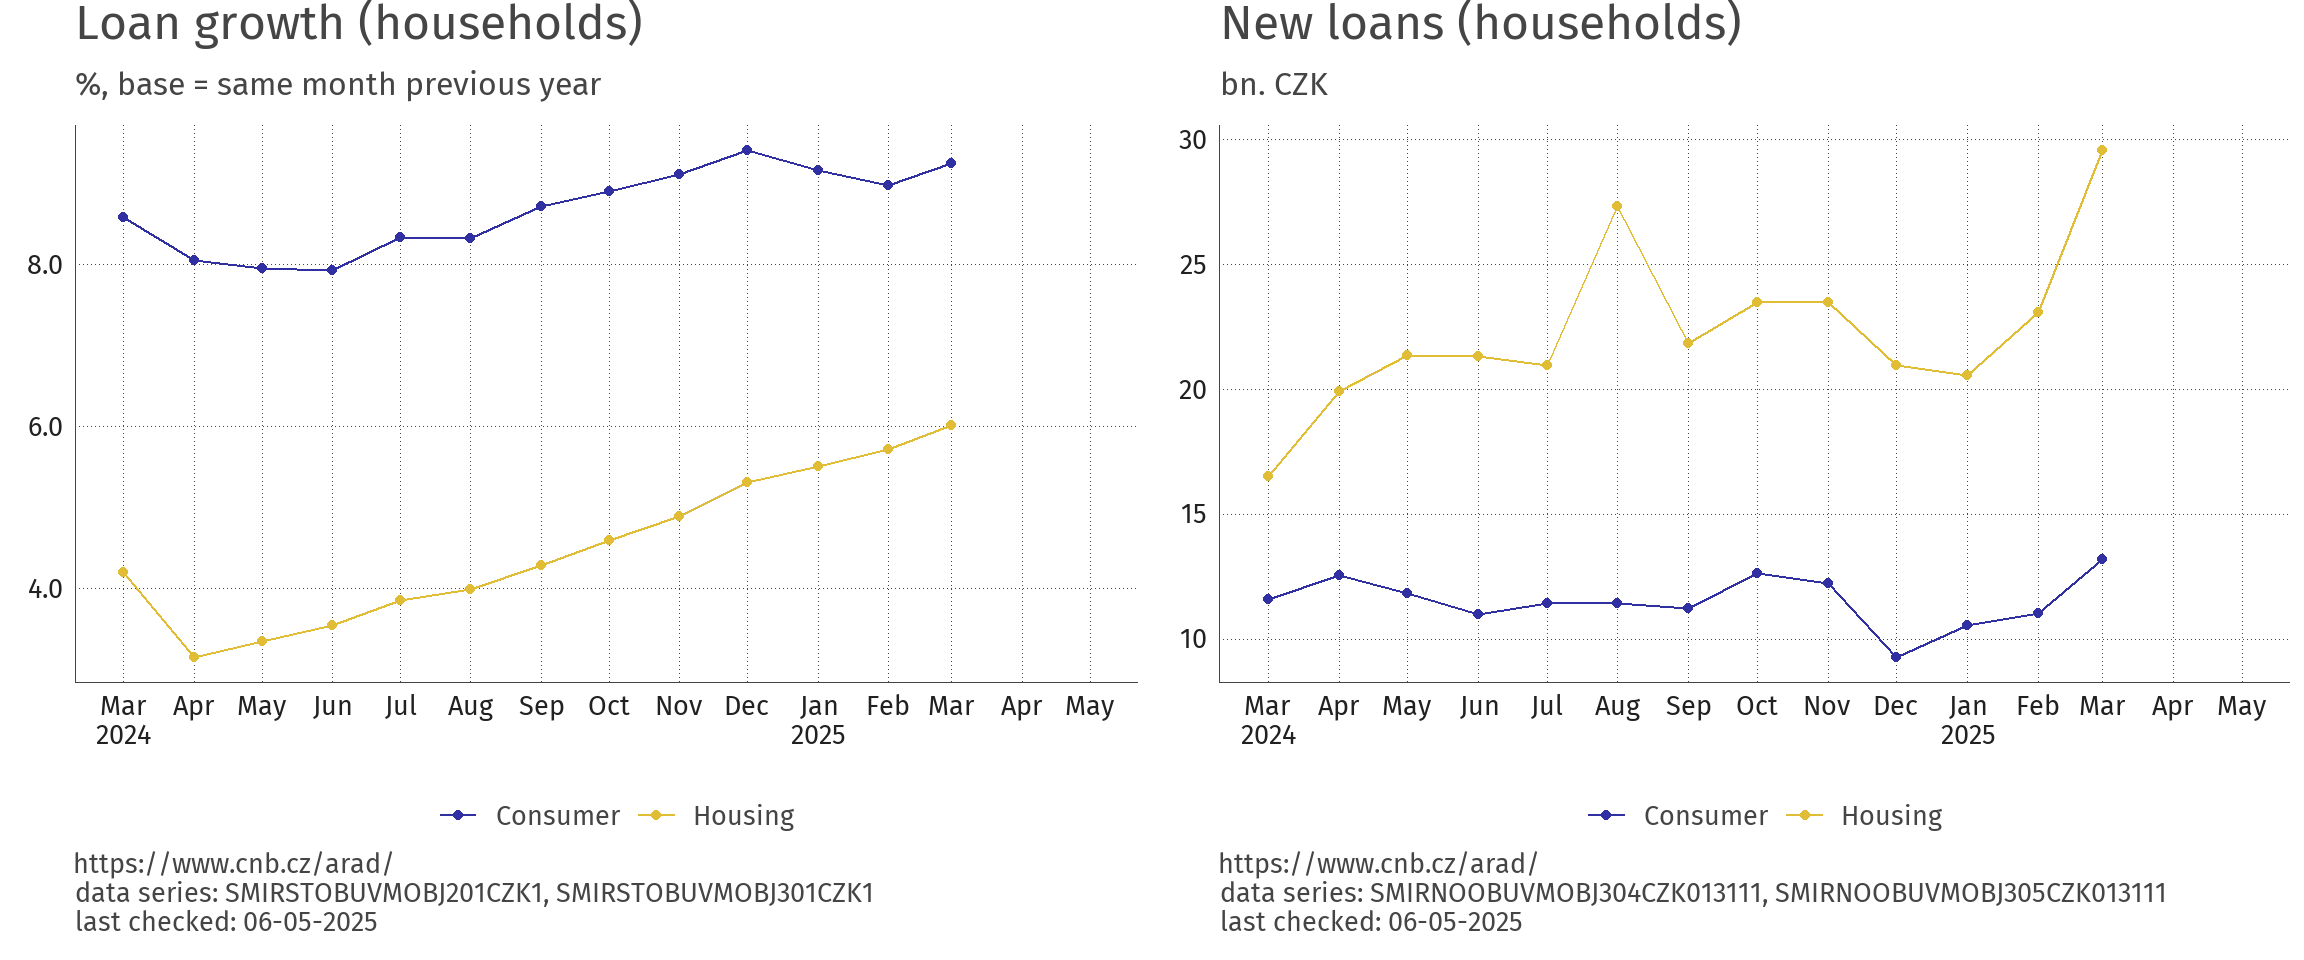 Loan growth (households)
%, base = same month previous year
8.0
6.0
4.0
Mar Apr May Jun Jul Aug Sep Oct Nov Dec Jan Feb Mar Apr May
2024 2025
Consumer Housing
https://www.cnb.cz/arad/
data series: SMIRSTOBUVMOBJ201CZK1, SMIRSTOBUVMOBJ301CZK1
last checked: 06-05-2025
New loans (households)
bn. CZK
30
25
20
15
10
Mar Apr May Jun Jul Aug Sep Oct Nov Dec Jan Feb Mar Apr May
2024 2025
Consumer Housing
https://www.cnb.cz/arad/
data series: SMIRNOOBUVMOBJ304CZK013111, SMIRNOOBUVMOBJ305CZK013111
last checked: 06-05-2025